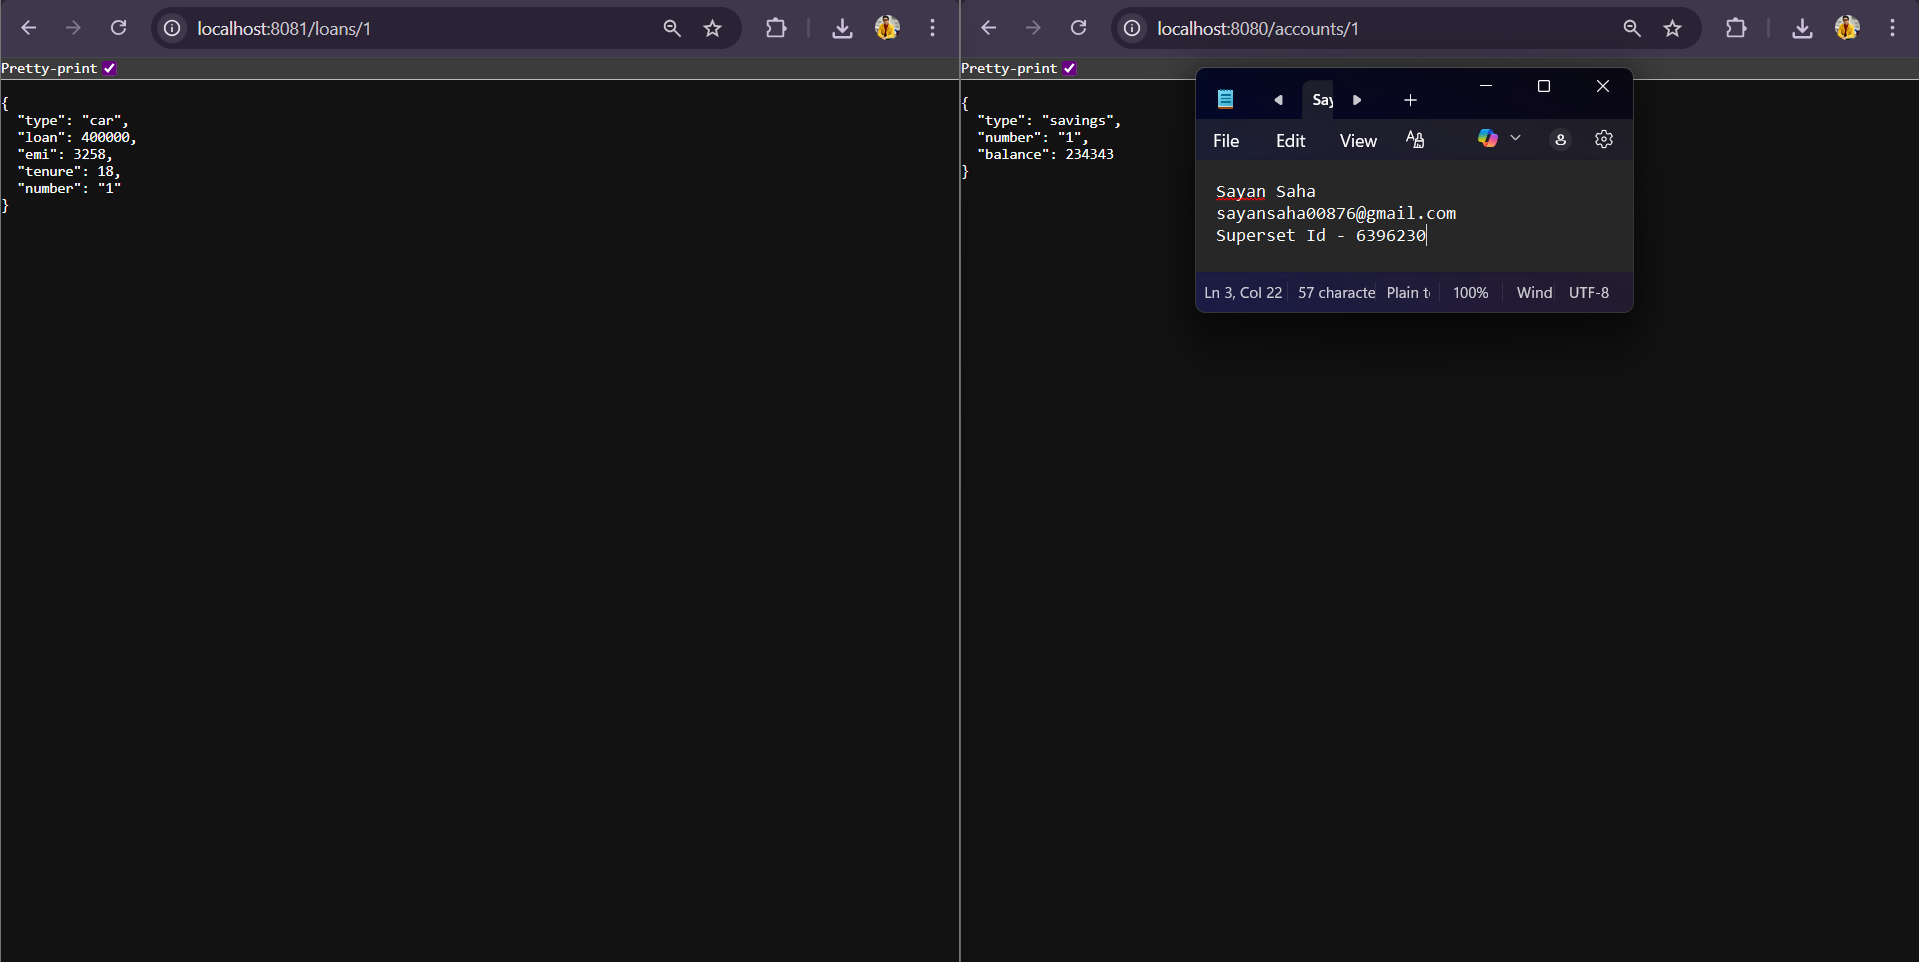 localhost:8081/loans/1
Pretty-print
{
  "type": "car",
  "loan": 400000,
  "emi": 3258,
  "tenure": 18,
  "number": "1"
}
localhost:8080/accounts/1
Pretty-print
{
  "type": "savings",
  "number": "1",
  "balance": 234343
}
Say
File Edit View
Sayan Saha
sayansaha00876@gmail.com
Superset Id - 6396230
Ln 3, Col 22 57 characte Plain t 100% Wind UTF-8